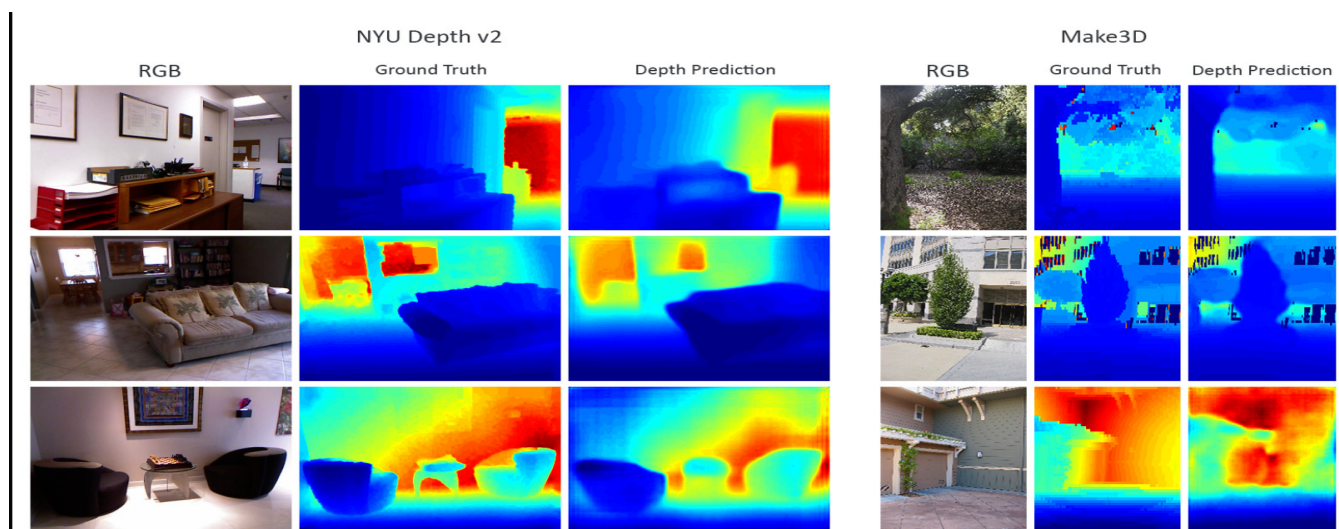 NYU Depth v2
Make3D
RGB
Ground Truth
Depth Prediction
RGB
Ground Truth
Depth Prediction